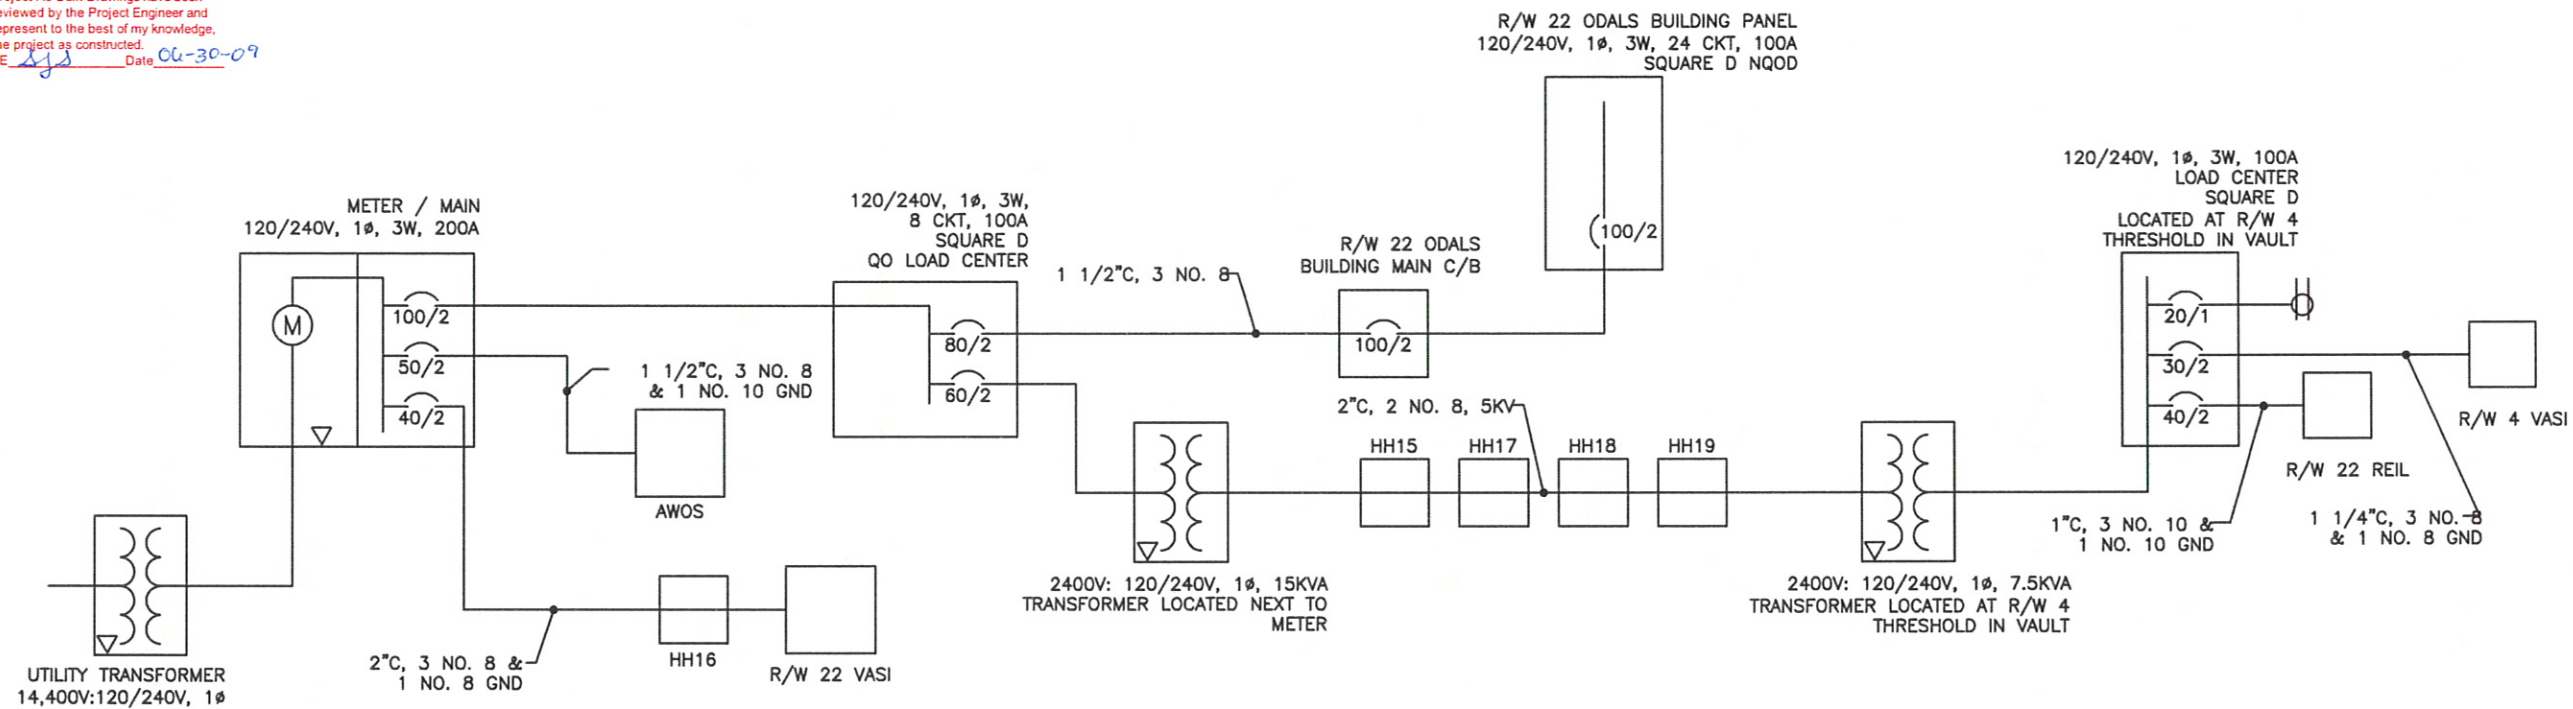 eviewed by the Project Engineer and
epresent to the best of my knowledge,
e project as constructed.
E SJS Date 06-30-09
R/W 22 ODALS BUILDING PANEL
120/240V, 1ø, 3W, 24 CKT, 100A
SQUARE D NQOD
100/2
METER / MAIN
120/240V, 1ø, 3W, 200A
M
100/2
50/2
40/2
1 1/2"C, 3 NO. 8
& 1 NO. 10 GND
AWOS
UTILITY TRANSFORMER
14,400V:120/240V, 1ø
2"C, 3 NO. 8 &
1 NO. 8 GND
HH16
R/W 22 VASI
120/240V, 1ø, 3W,
8 CKT, 100A
SQUARE D
QO LOAD CENTER
80/2
60/2
1 1/2"C, 3 NO. 8
R/W 22 ODALS
BUILDING MAIN C/B
100/2
2"C, 2 NO. 8, 5KV
HH15
HH17
HH18
HH19
2400V: 120/240V, 1ø, 15KVA
TRANSFORMER LOCATED NEXT TO
METER
2400V: 120/240V, 1ø, 7.5KVA
TRANSFORMER LOCATED AT R/W 4
THRESHOLD IN VAULT
120/240V, 1ø, 3W, 100A
LOAD CENTER
SQUARE D
LOCATED AT R/W 4
THRESHOLD IN VAULT
20/1
30/2
40/2
R/W 4 VASI
R/W 22 REIL
1"C, 3 NO. 10 &
1 NO. 10 GND
1 1/4"C, 3 NO. 8
& 1 NO. 8 GND